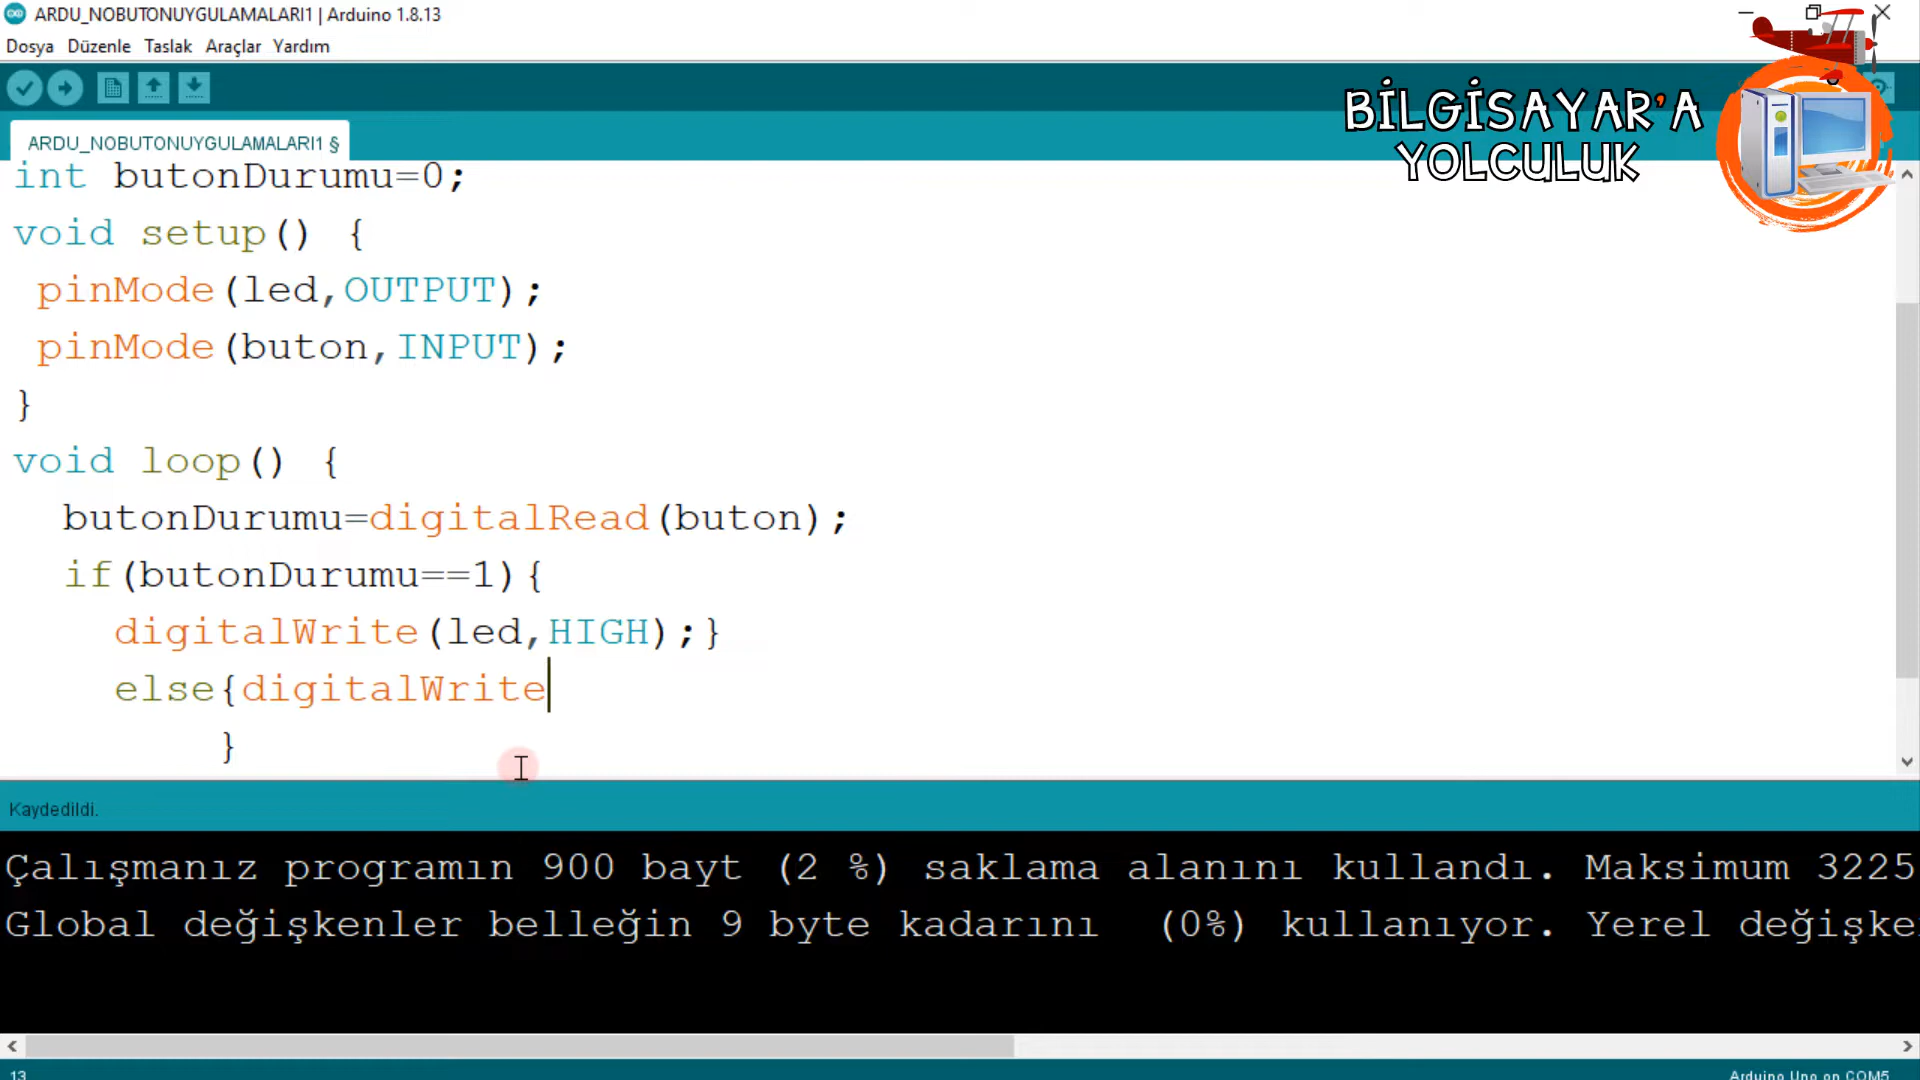 ARDU_NOBUTONUYGULAMALARI1 | Arduino 1.8.13
Dosya Düzenle Taslak Araçlar Yardım
BİLGİSAYAR'A
YOLCULUK
ARDU_NOBUTONUYGULAMALARI1 §
int butonDurumu=0;
void setup() {
pinMode(led,OUTPUT);
pinMode(buton,INPUT);
}
void loop() {
butonDurumu=digitalRead(buton);
if(butonDurumu==1){
digitalWrite(led,HIGH);}
else{digitalWrite
}
Kaydedildi.
Çalışmanız programın 900 bayt (2 %) saklama alanını kullandı. Maksimum 3225
Global değişkenler belleğin 9 byte kadarını (0%) kullanıyor. Yerel değişke
13
Arduino Uno on COM5